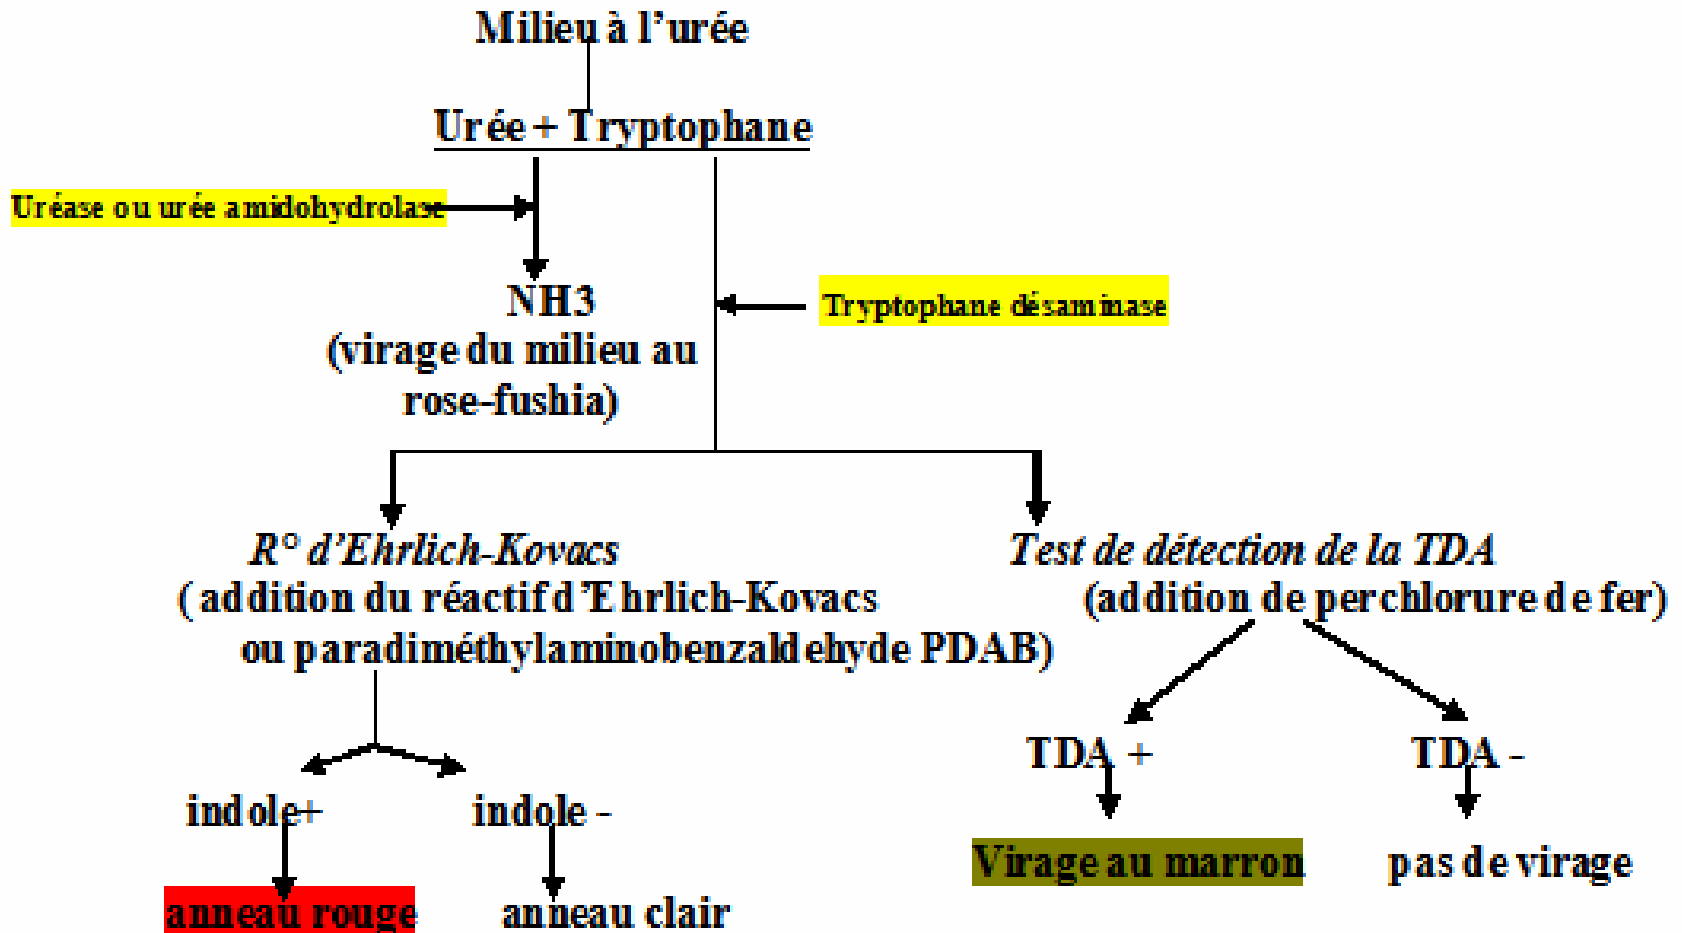 Milieu à l’urée
Urée + Tryptophane
Uréase ou urée amidohydrolase
NH3
(virage du milieu au
rose-fushia)
Tryptophane désaminase
R° d’Ehrlich-Kovacs
( addition du réactif d’Ehrlich-Kovacs
ou paradiméthylaminobenzaldehyde PDAB)
Test de détection de la TDA
(addition de perchlorure de fer)
indole+
indole -
anneau rouge
anneau clair
TDA +
TDA -
Virage au marron
pas de virage